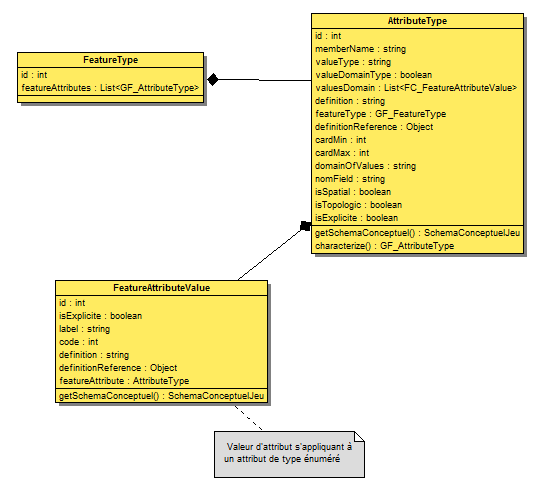 FeatureType
id : int
featureAttributes : List<GF_AttributeType>
AttributeType
id : int
memberName : string
valueType : string
valueDomainType : boolean
valuesDomain : List<FC_FeatureAttributeValue>
definition : string
featureType : GF_FeatureType
definitionReference : Object
cardMin : int
cardMax : int
domainOfValues : string
nomField : string
isSpatial : boolean
isTopologic : boolean
isExplicite : boolean
getSchemaConceptuel() : SchemaConceptuelJeu
characterize() : GF_AttributeType
FeatureAttributeValue
id : int
isExplicite : boolean
label : string
code : int
definition : string
definitionReference : Object
featureAttribute : AttributeType
getSchemaConceptuel() : SchemaConceptuelJeu
Valeur d'attribut s'appliquant à
un attribut de type énuméré